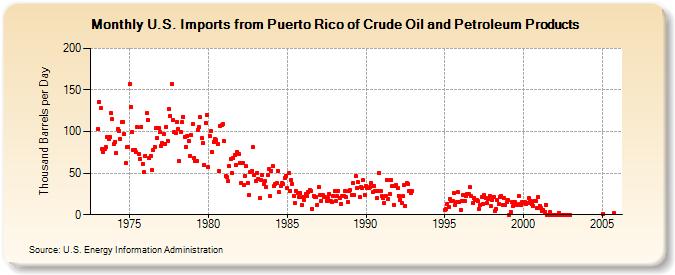 Monthly U.S. Imports from Puerto Rico of Crude Oil and Petroleum Products
Thousand Barrels per Day
200
150
100
50
0
1975 1980 1985 1990 1995 2000 2005
Source: U.S. Energy Information Administration